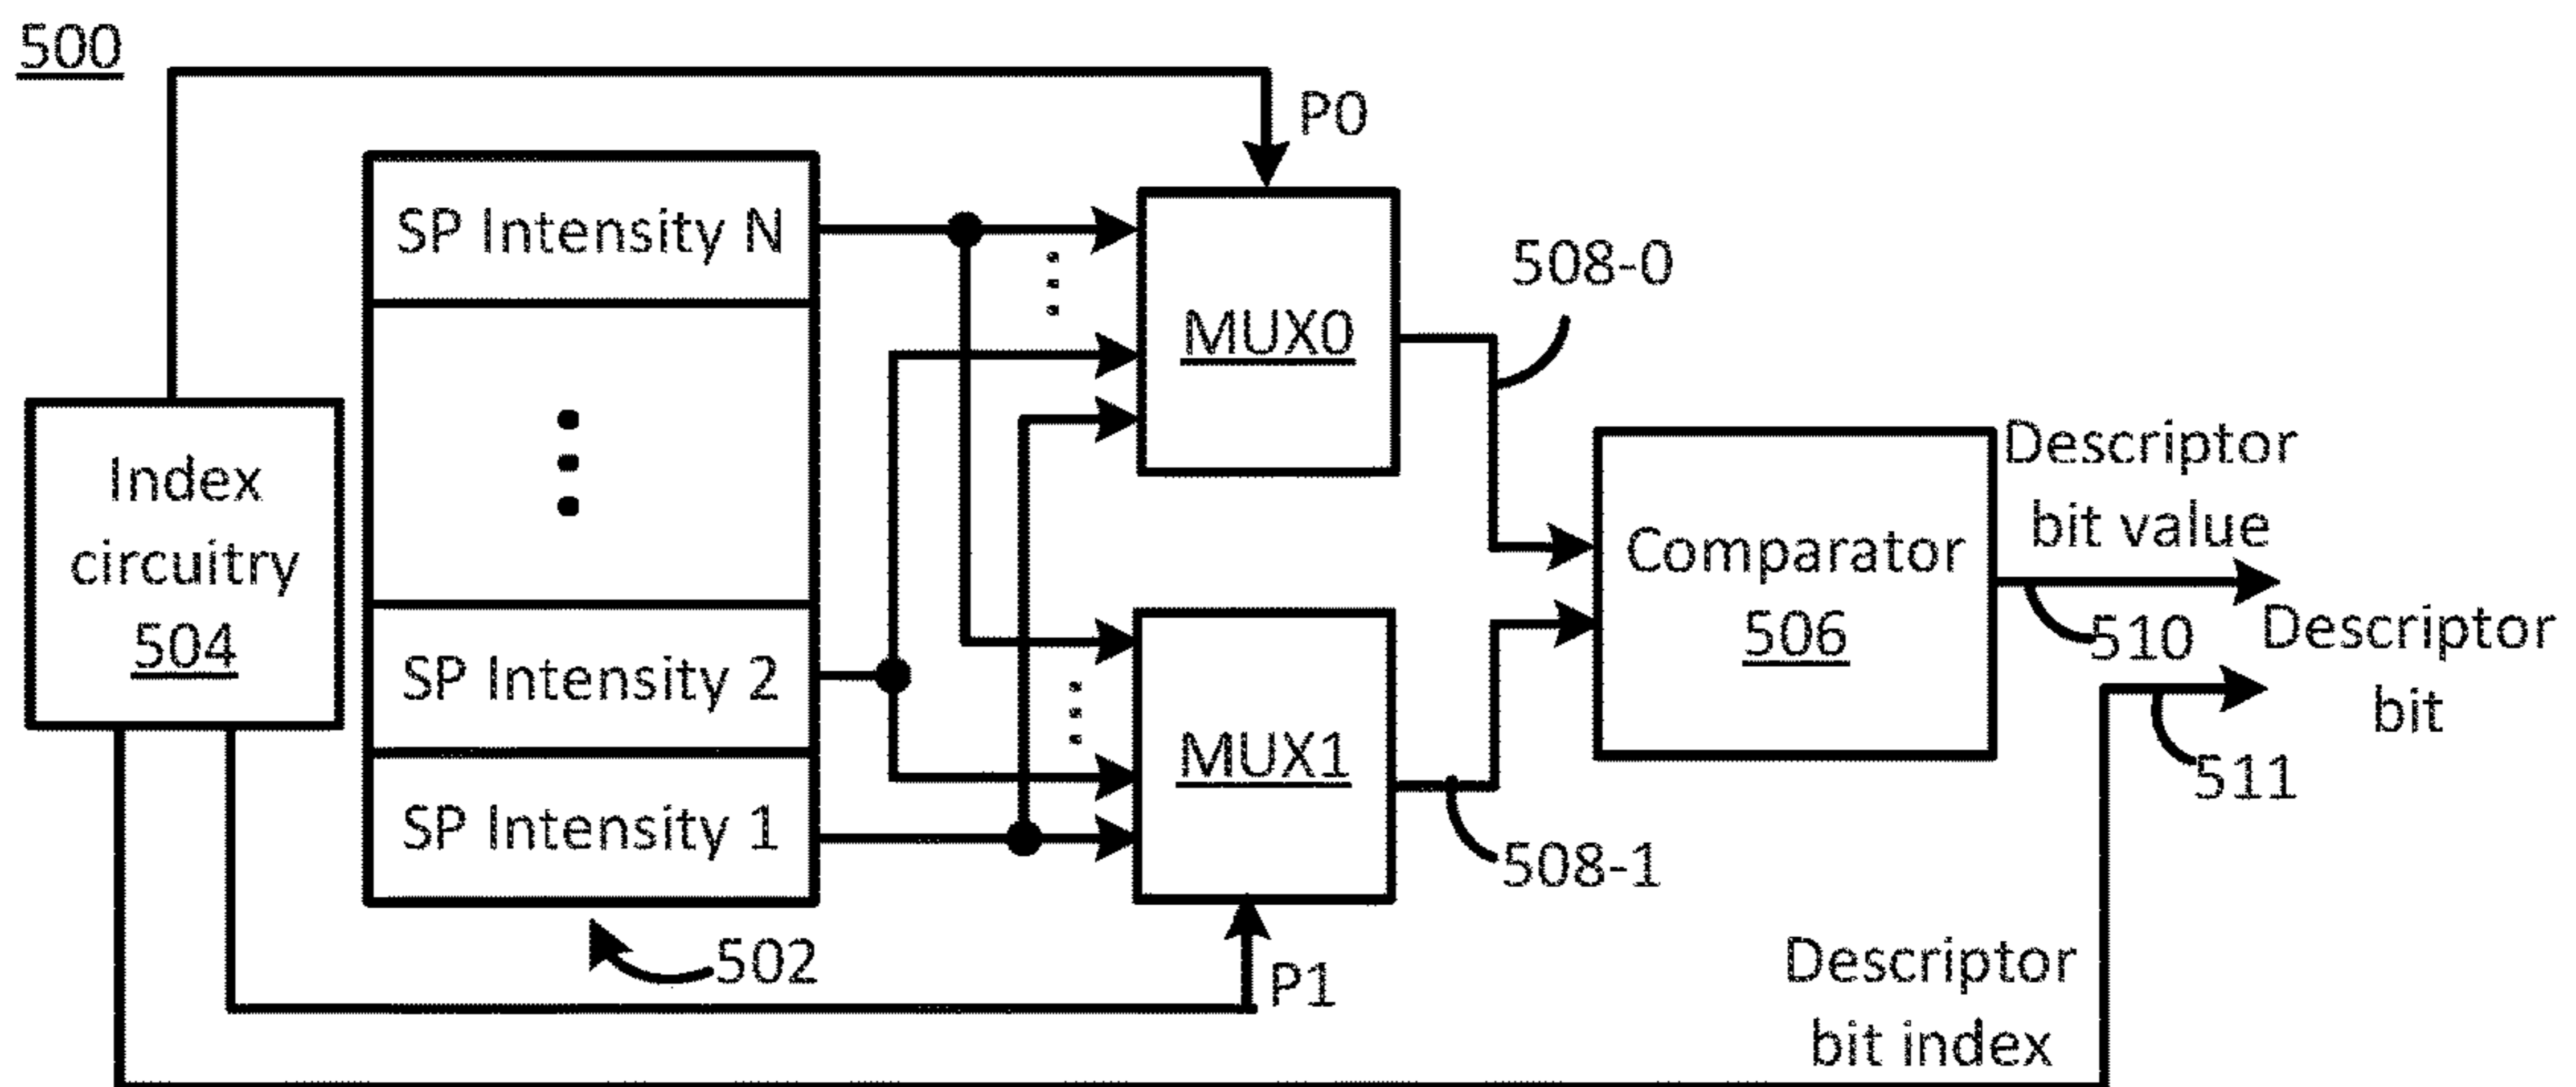 500
P0
SP Intensity N
508-0
MUX0
Index
circuitry
504
Descriptor
bit value
Comparator
506
510
Descriptor
bit
511
SP Intensity 2
MUX1
SP Intensity 1
508-1
502
P1
Descriptor
bit index